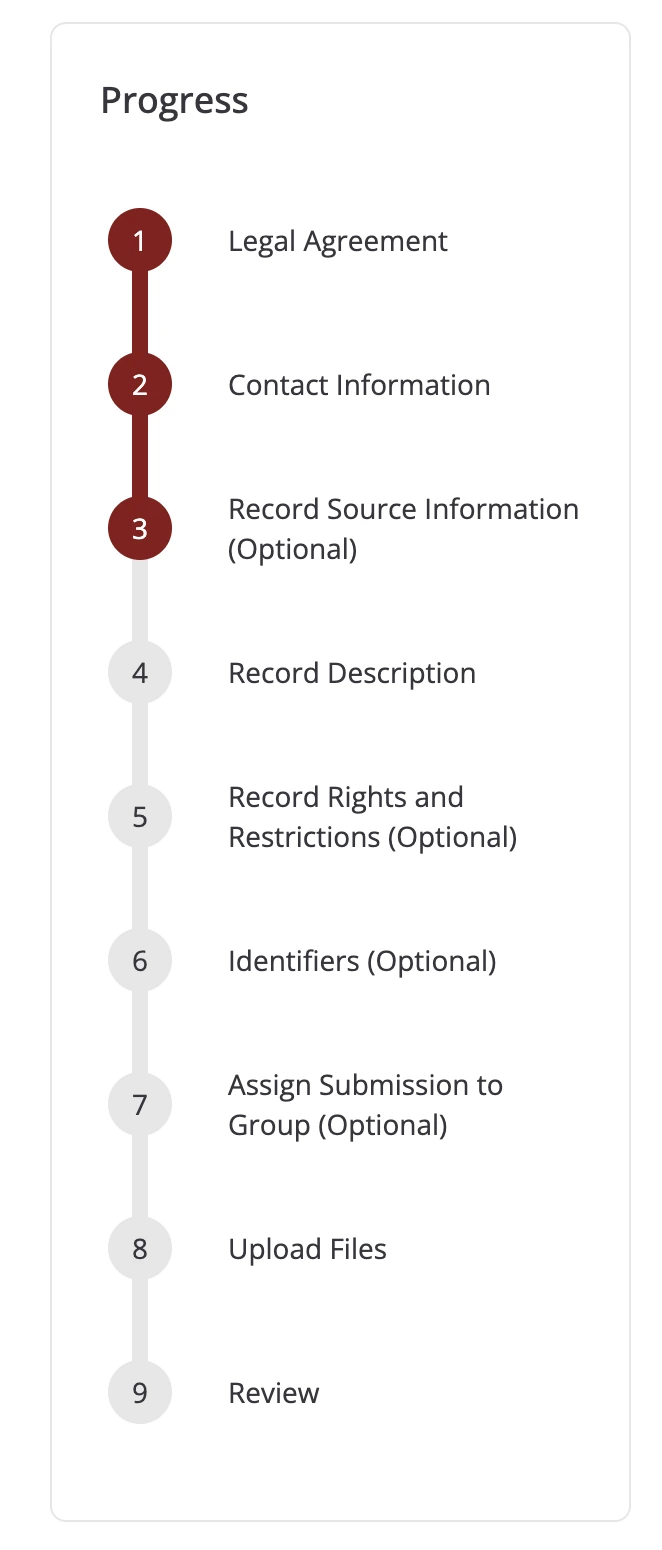 Progress
1 Legal Agreement
2 Contact Information
3 Record Source Information
(Optional)
4 Record Description
5 Record Rights and
Restrictions (Optional)
6 Identifiers (Optional)
7 Assign Submission to
Group (Optional)
8 Upload Files
9 Review